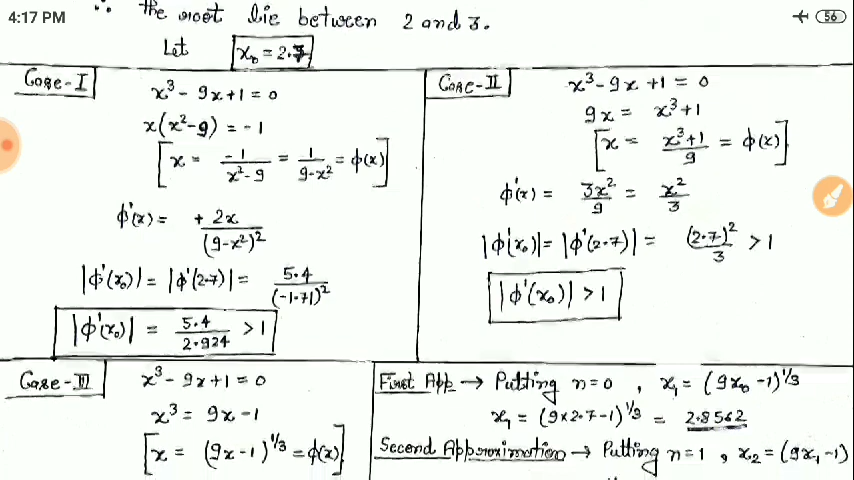 4:17 PM
56
∴ the root lie between 2 and 3.
Let x₀ = 2.7
Case-I
x³ - 9x + 1 = 0
x(x² - 9) = -1
[x = -1/(x² - 9) = 1/(9 - x²) = ϕ(x)]
ϕ'(x) = + 2x/(9 - x²)²
|ϕ'(x₀)| = |ϕ'(2.7)| = 5.4/(-1.71)²
|ϕ'(x₀)| = 5.4/2.924 > 1
Case-II
x³ - 9x + 1 = 0
9x = x³ + 1
[x = (x³ + 1)/9 = ϕ(x)]
ϕ'(x) = 3x²/9 = x²/3
|ϕ'(x₀)| = |ϕ'(2.7)| = (2.7)²/3 > 1
|ϕ'(x₀)| > 1
Case-III
x³ - 9x + 1 = 0
x³ = 9x - 1
[x = (9x - 1)^1/3 = ϕ(x)]
First App → Putting n = 0 , x₁ = (9x₀ - 1)^1/3
x₁ = (9 × 2.7 - 1)^1/3 = 2.8562
Second Approximation → Putting n = 1 , x₂ = (9x₁ - 1)